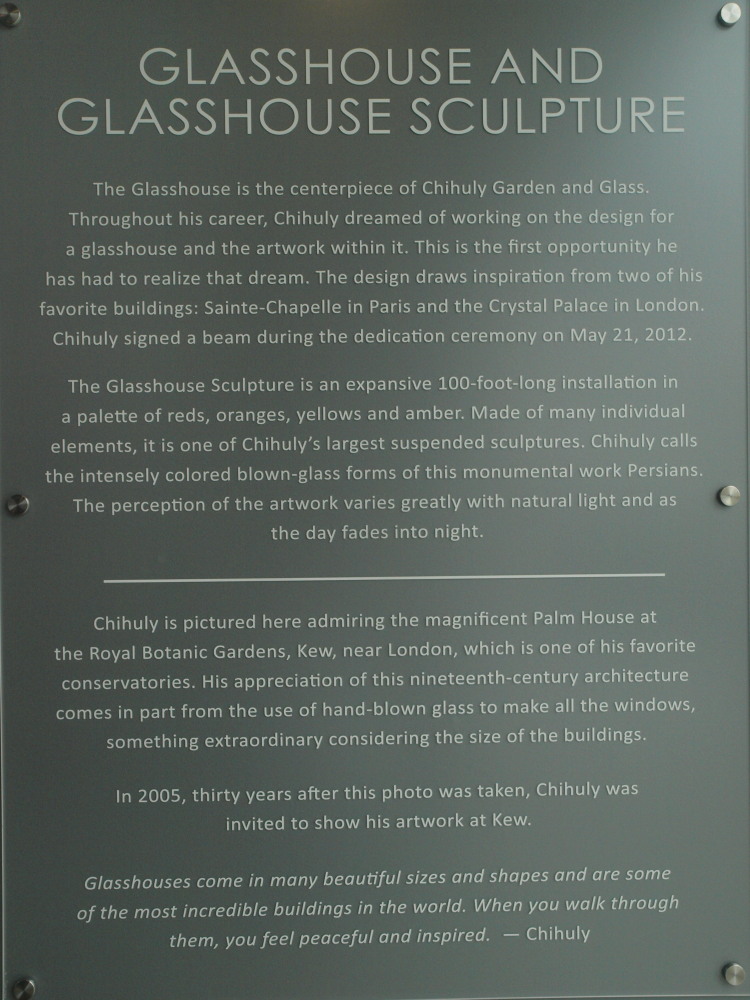 GLASSHOUSE AND
GLASSHOUSE SCULPTURE
The Glasshouse is the centerpiece of Chihuly Garden and Glass.
Throughout his career, Chihuly dreamed of working on the design for
a glasshouse and the artwork within it. This is the first opportunity he
has had to realize that dream. The design draws inspiration from two of his
favorite buildings: Sainte-Chapelle in Paris and the Crystal Palace in London.
Chihuly signed a beam during the dedication ceremony on May 21, 2012.
The Glasshouse Sculpture is an expansive 100-foot-long installation in
a palette of reds, oranges, yellows and amber. Made of many individual
elements, it is one of Chihuly’s largest suspended sculptures. Chihuly calls
the intensely colored blown-glass forms of this monumental work Persians.
The perception of the artwork varies greatly with natural light and as
the day fades into night.
Chihuly is pictured here admiring the magnificent Palm House at
the Royal Botanic Gardens, Kew, near London, which is one of his favorite
conservatories. His appreciation of this nineteenth-century architecture
comes in part from the use of hand-blown glass to make all the windows,
something extraordinary considering the size of the buildings.
In 2005, thirty years after this photo was taken, Chihuly was
invited to show his artwork at Kew.
Glasshouses come in many beautiful sizes and shapes and are some
of the most incredible buildings in the world. When you walk through
them, you feel peaceful and inspired. — Chihuly